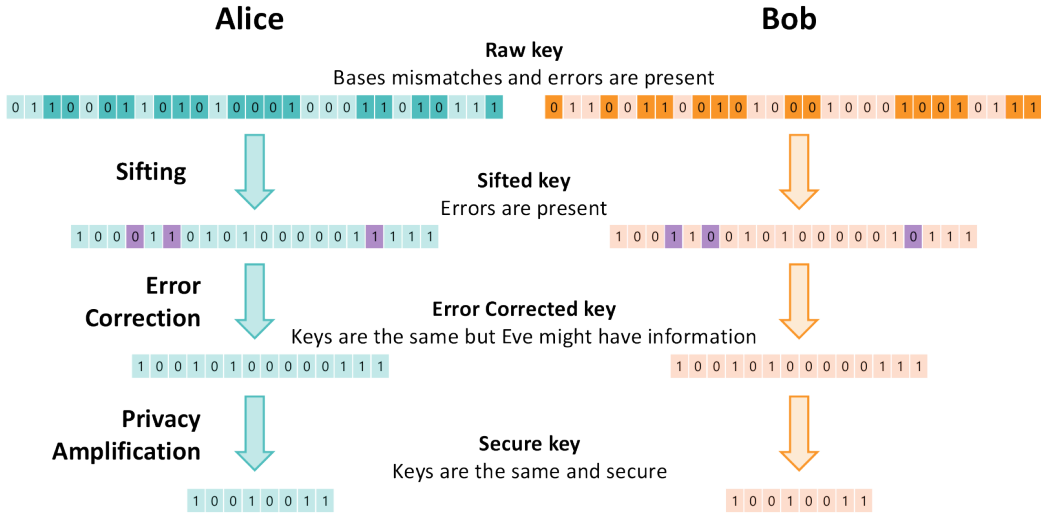 Alice
Bob
Raw key
Bases mismatches and errors are present
0 1 1 0 0 0 1 1 0 1 0 1 0 0 0 1 0 0 0 1 1 0 1 0 1 1 1
0 1 1 0 0 1 1 0 0 1 0 1 0 0 0 1 0 0 0 1 0 0 1 0 1 1 1
Sifting
Sifted key
Errors are present
1 0 0 0 1 1 0 1 0 1 0 0 0 0 0 1 1 1 1 1
1 0 0 1 1 0 0 1 0 1 0 0 0 0 0 1 0 1 1 1
Error
Correction
Error Corrected key
Keys are the same but Eve might have information
1 0 0 1 0 1 0 0 0 0 0 1 1 1
1 0 0 1 0 1 0 0 0 0 0 1 1 1
Privacy
Amplification
Secure key
Keys are the same and secure
1 0 0 1 0 0 1 1
1 0 0 1 0 0 1 1